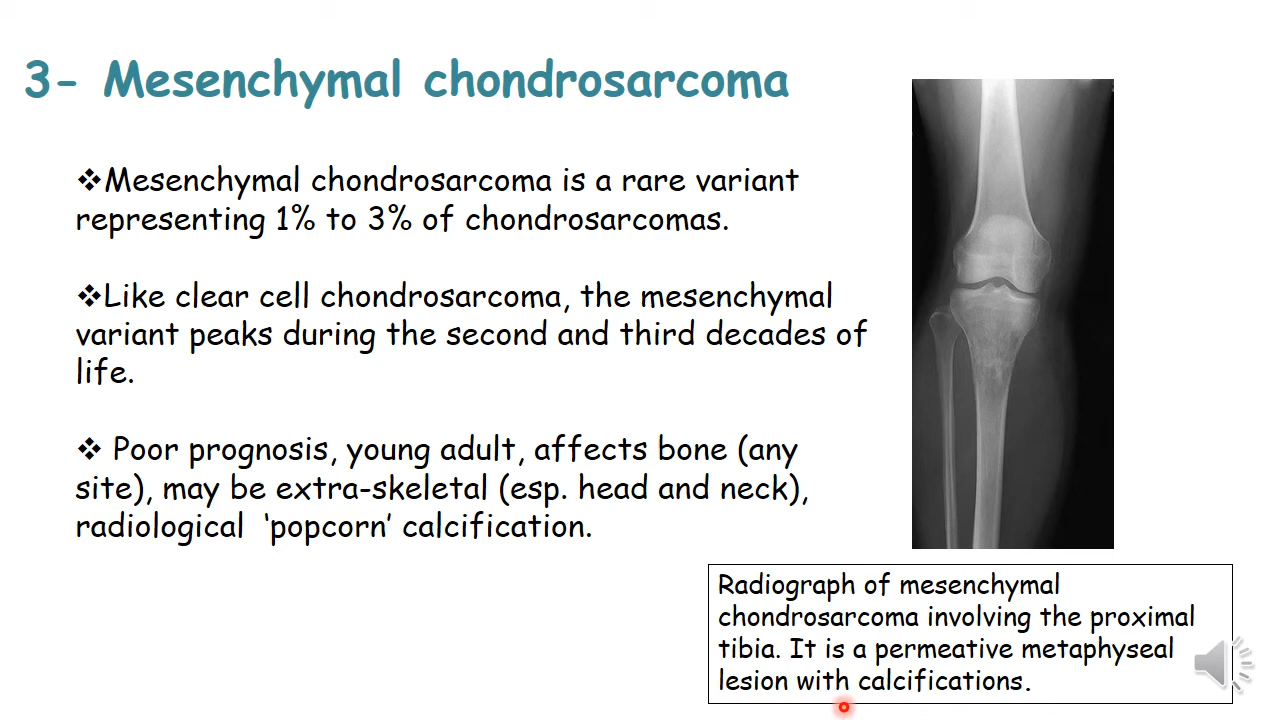 3- Mesenchymal chondrosarcoma
❖Mesenchymal chondrosarcoma is a rare variant
representing 1% to 3% of chondrosarcomas.
❖Like clear cell chondrosarcoma, the mesenchymal
variant peaks during the second and third decades of
life.
❖ Poor prognosis, young adult, affects bone (any
site), may be extra-skeletal (esp. head and neck),
radiological ‘popcorn’ calcification.
Radiograph of mesenchymal
chondrosarcoma involving the proximal
tibia. It is a permeative metaphyseal
lesion with calcifications.